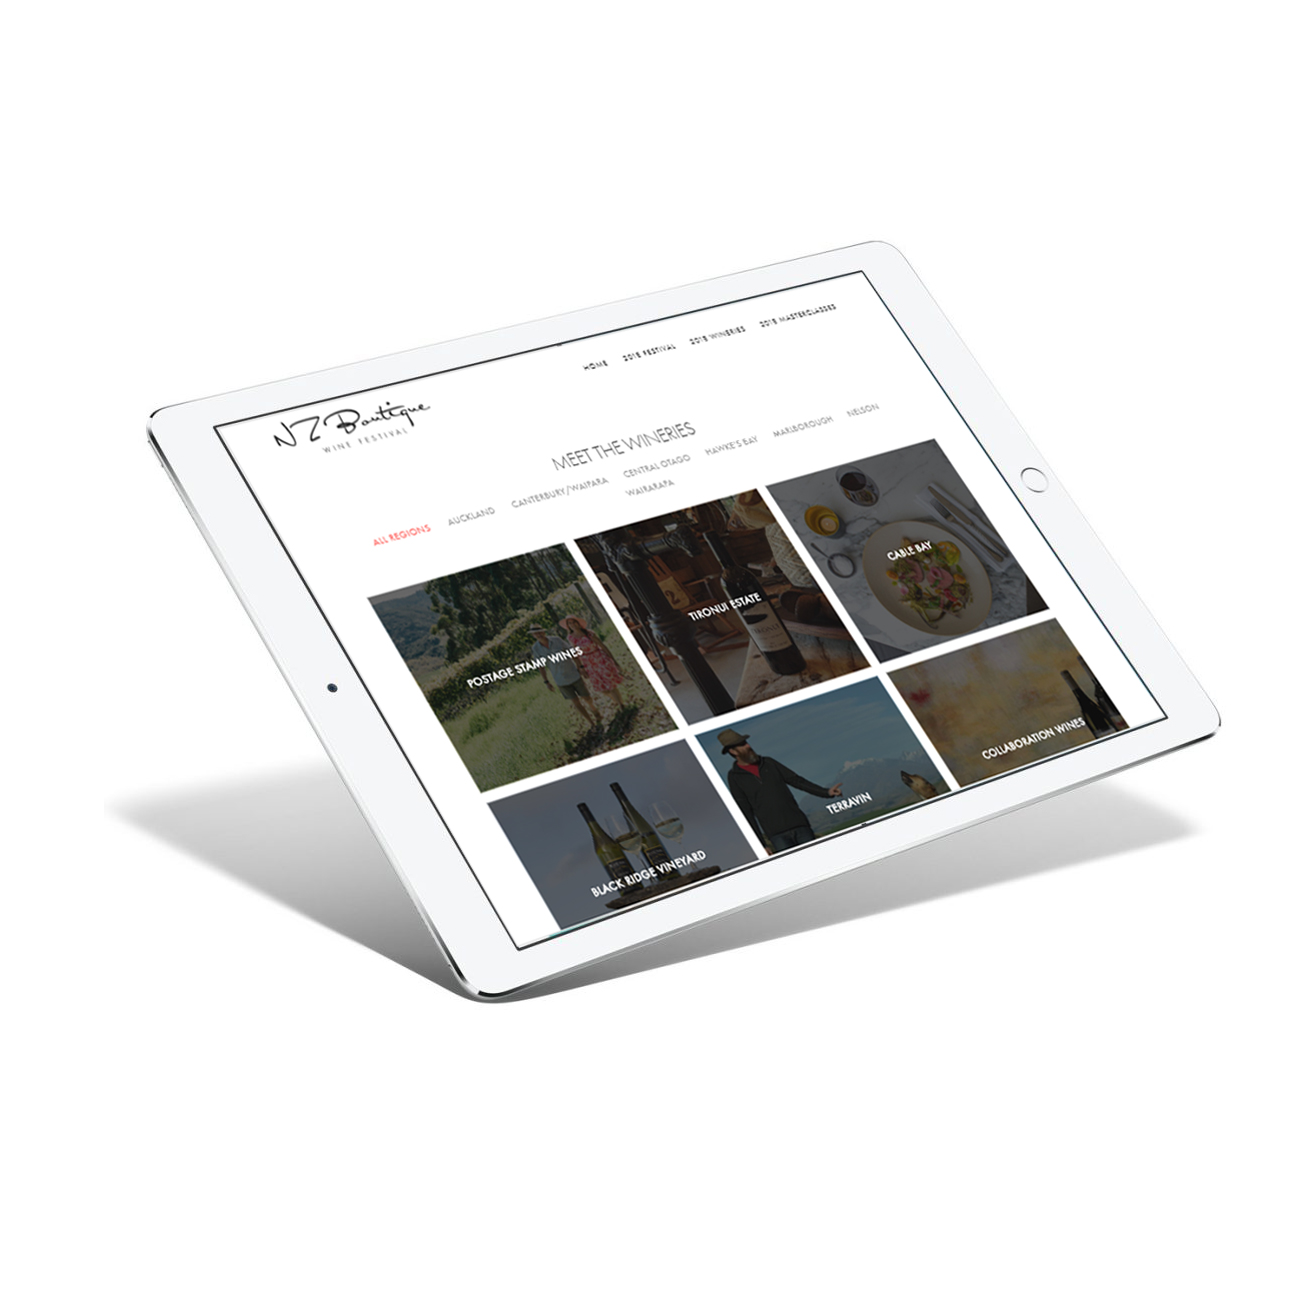 HOME 2018 FESTIVAL 2018 WINERIES 2018 MASTERCLASSES
NZ Boutique
WINE FESTIVAL
MEET THE WINERIES
ALL REGIONS AUCKLAND CANTERBURY/WAIPARA CENTRAL OTAGO HAWKE'S BAY MARLBOROUGH NELSON
WAIRARAPA
POSTAGE STAMP WINES
TIRONUI ESTATE
CABLE BAY
BLACK RIDGE VINEYARD
TERRAVIN
COLLABORATION WINES